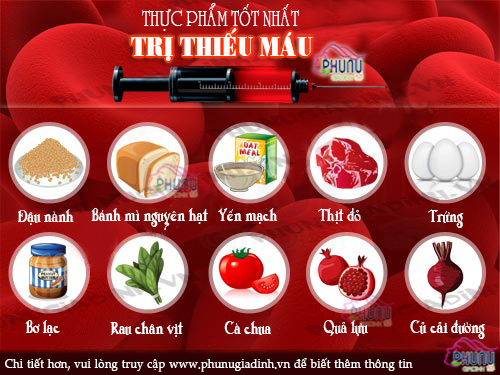 THỰC PHẨM TỐT NHẤT
TRỊ THIẾU MÁU
PHUNU
GIADINH
OAT MEAL
Đậu nành
Bánh mì nguyên hạt
Yến mạch
Thịt đỏ
Trứng
Bơ lạc
Rau chân vịt
Cà chua
Quả lựu
Củ cải đường
Chi tiết hơn, vui lòng truy cập www.phunugiadinh.vn để biết thêm thông tin